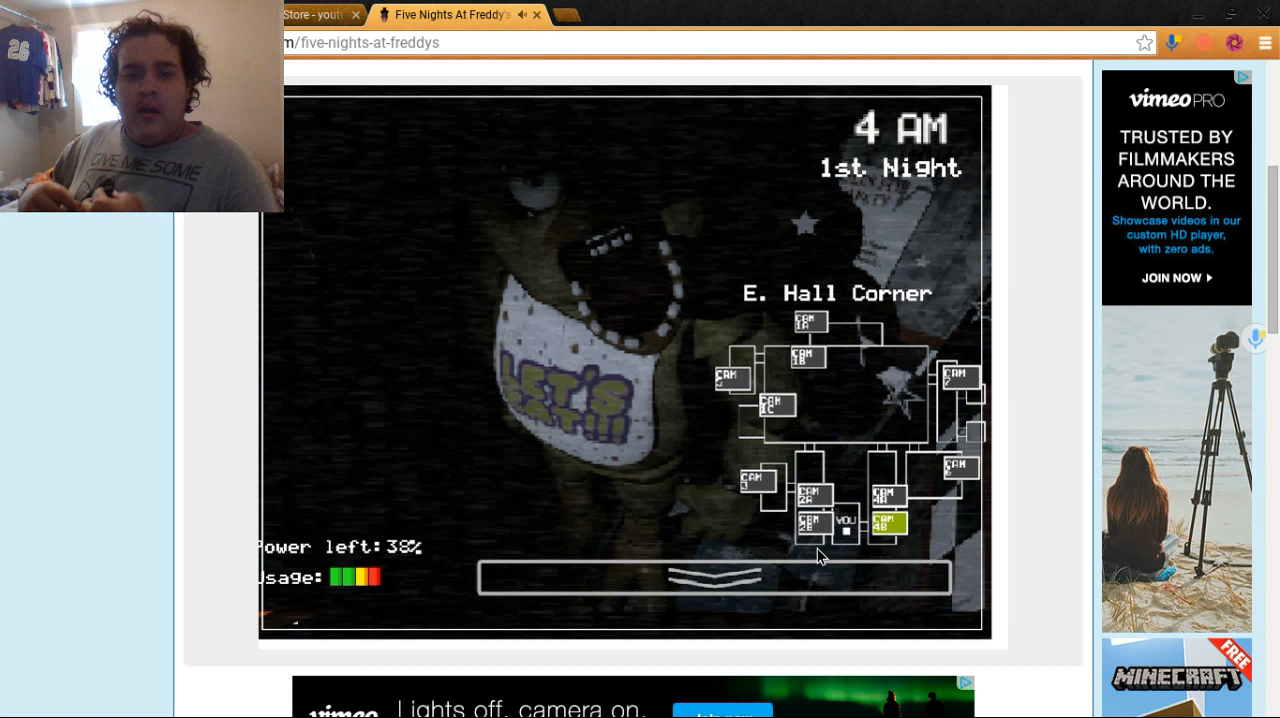 Store - yout
Five Nights At Freddy's
m/five-nights-at-freddys
26
GIVE ME SOME
4 AM
1st Night
E. Hall Corner
CAM
1A
CAM
1B
CAM
5
CAM
1C
CAM
7
CAM
3
CAM
2A
CAM
4A
CAM
6
CAM
2B
YOU
CAM
4B
LET'S
EAT!!!
Power left: 38%
Usage:
vimeo PRO
TRUSTED BY
FILMMAKERS
AROUND THE
WORLD.
Showcase videos in our
custom HD player,
with zero ads.
JOIN NOW
FREE
MINECRAFT
vimeo
Lights off, camera on.
Join now